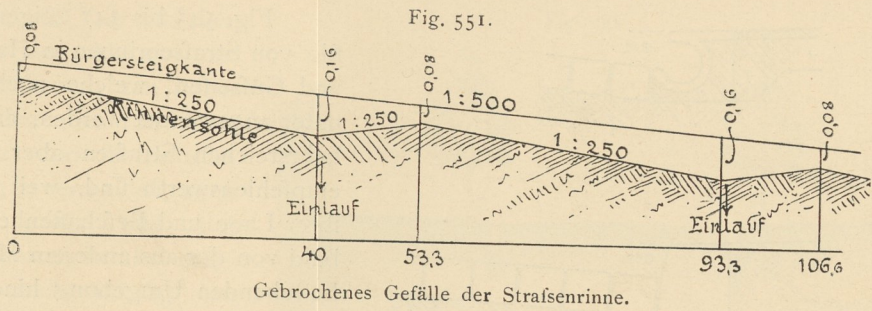 Fig. 551.
0,08
Bürgersteigkante
0,16
0,08
1:500
0,16
0,08
1:250
Rinnensohle
1:250
1:250
Einlauf
Einlauf
0
40
53,3
93,3
106,6
Gebrochenes Gefälle der Straſsenrinne.